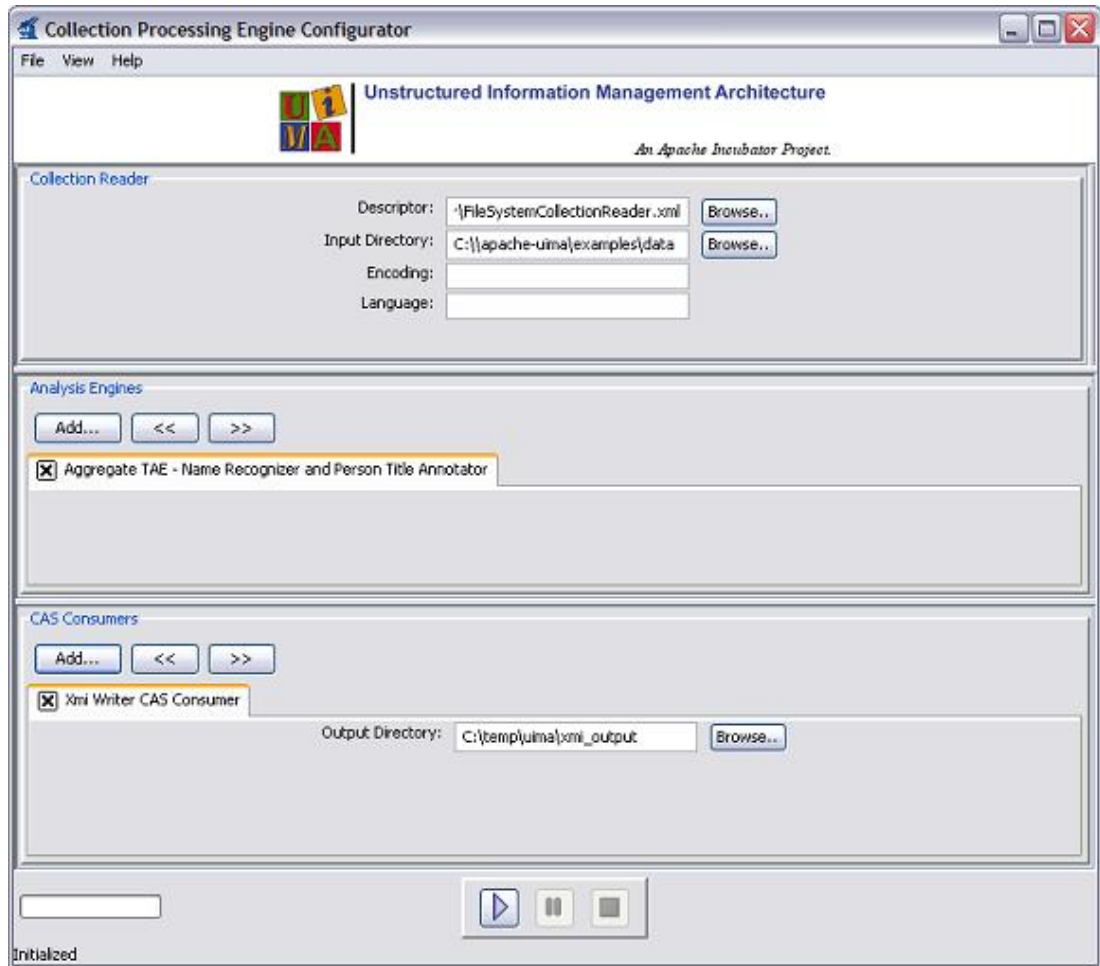 Collection Processing Engine Configurator
File View Help
UiMA
Unstructured Information Management Architecture
An Apache Incubator Project.
Collection Reader
Descriptor: \FileSystemCollectionReader.xml Browse..
Input Directory: C:\\apache-uima\examples\data Browse..
Encoding:
Language:
Analysis Engines
Add... << >>
Aggregate TAE - Name Recognizer and Person Title Annotator
CAS Consumers
Add... << >>
Xmi Writer CAS Consumer
Output Directory: C:\temp\uima\xmi_output Browse..
Initialized